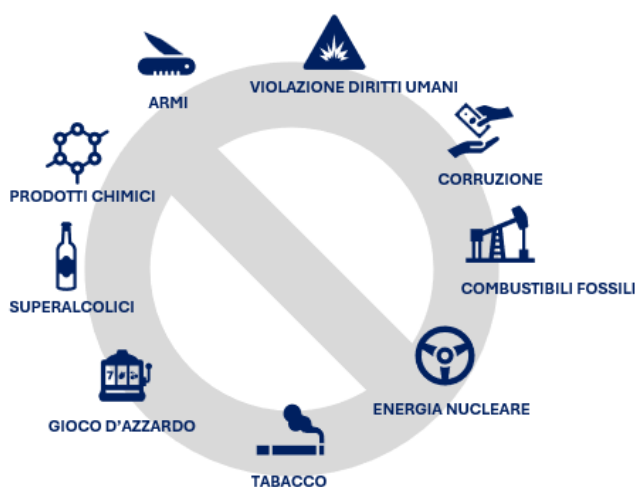 VIOLAZIONE DIRITTI UMANI
ARMI
CORRUZIONE
PRODOTTI CHIMICI
COMBUSTIBILI FOSSILI
SUPERALCOLICI
ENERGIA NUCLEARE
GIOCO D'AZZARDO
TABACCO